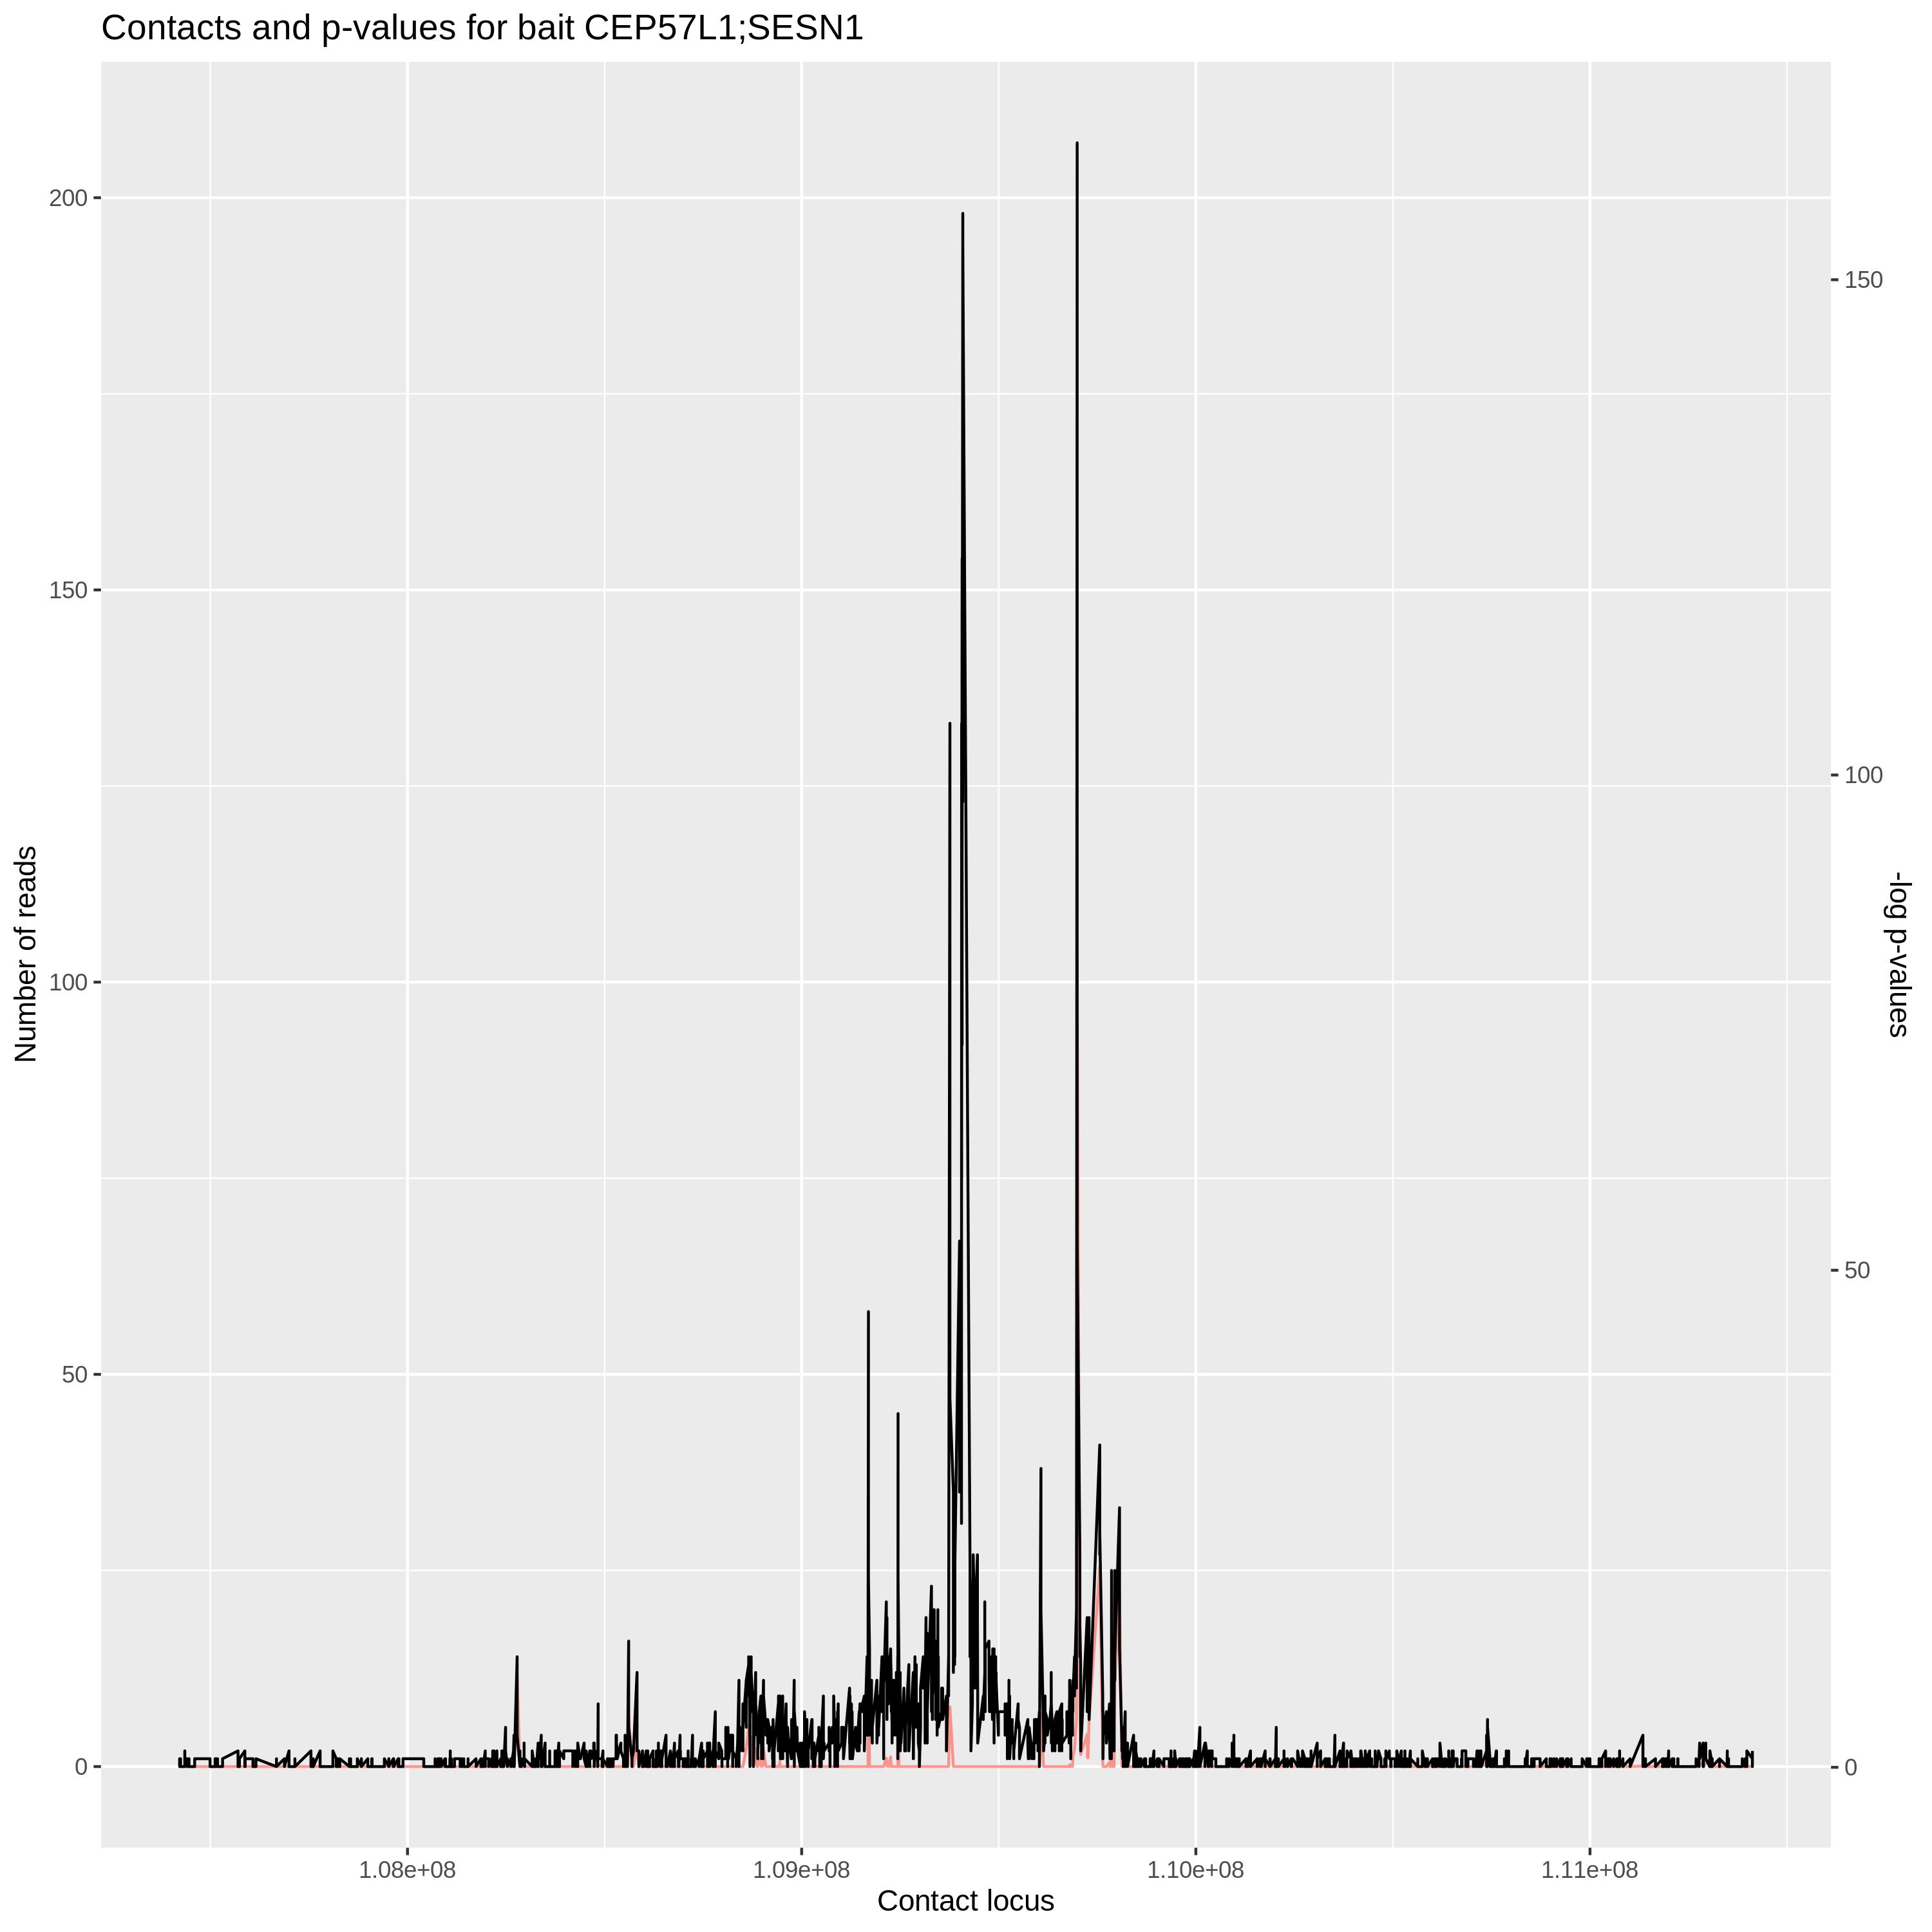 Contacts and p-values for bait CEP57L1;SESN1
200
150
100
50
0
Number of reads
150
100
50
0
-log p-values
1.08e+08
1.09e+08
1.10e+08
1.11e+08
Contact locus